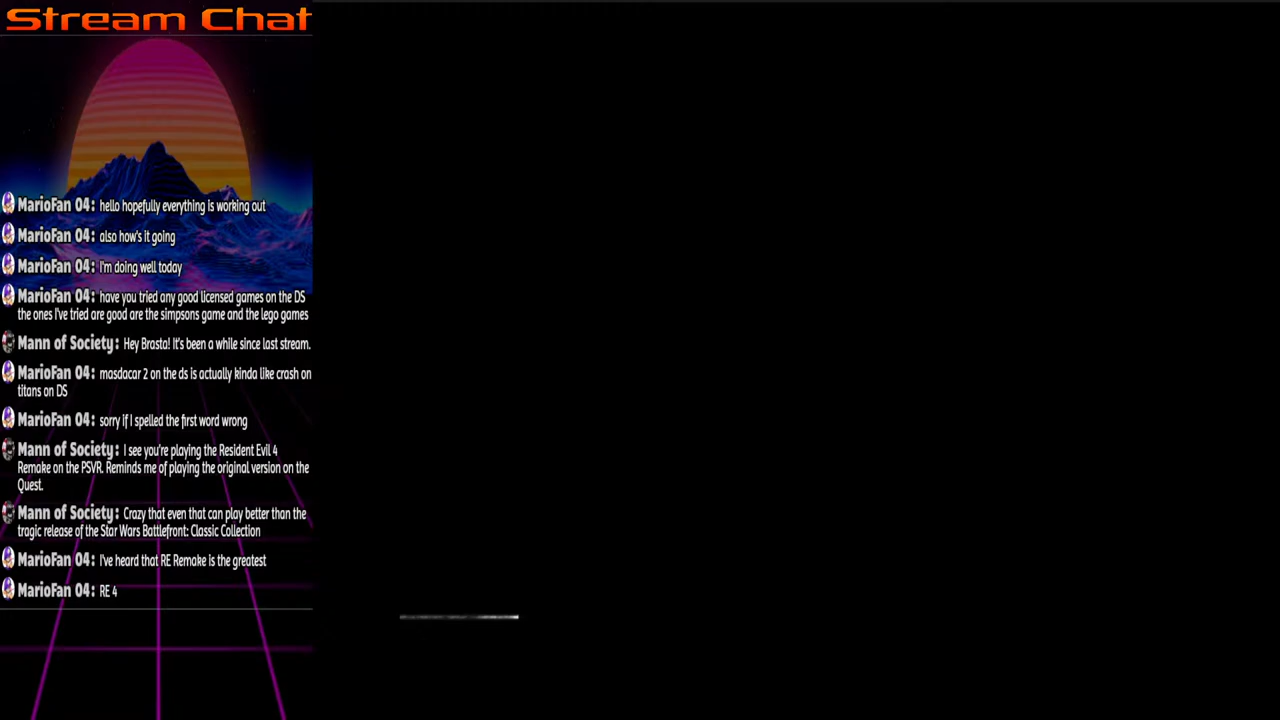 Stream Chat
MarioFan 04: hello hopefully everything is working out
MarioFan 04: also how's it going
MarioFan 04: I'm doing well today
MarioFan 04: have you tried any good licensed games on the DS
the ones I've tried are good are the simpsons game and the lego games
Mann of Society: Hey Brasta! It's been a while since last stream.
MarioFan 04: masdacar 2 on the ds is actually kinda like crash on
titans on DS
MarioFan 04: sorry if I spelled the first word wrong
Mann of Society: I see you're playing the Resident Evil 4
Remake on the PSVR. Reminds me of playing the original version on the
Quest.
Mann of Society: Crazy that even that can play better than the
tragic release of the Star Wars Battlefront: Classic Collection
MarioFan 04: I've heard that RE Remake is the greatest
MarioFan 04: RE 4